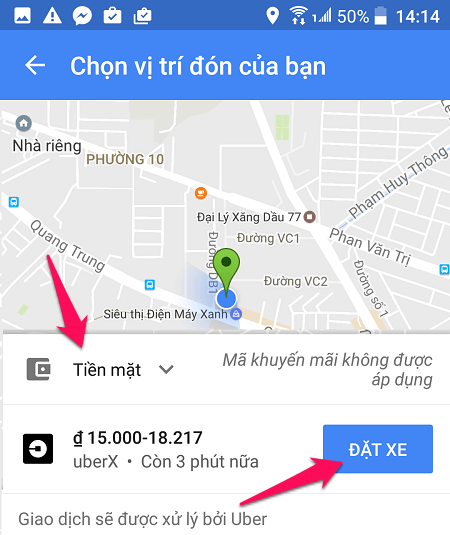 50% 14:14
Chọn vị trí đón của bạn
Nhà riêng
PHƯỜNG 10
Phạm Huy Thông
Đại Lý Xăng Dầu 77
Đường VC1
Phan Văn Trị
Quang Trung
Đường DB1
Đường VC2
Đường số 1
Siêu thị Điện Máy Xanh
Tiền mặt
Mã khuyến mãi không được
áp dụng
₫ 15.000-18.217
uberX • Còn 3 phút nữa
ĐẶT XE
Giao dịch sẽ được xử lý bởi Uber